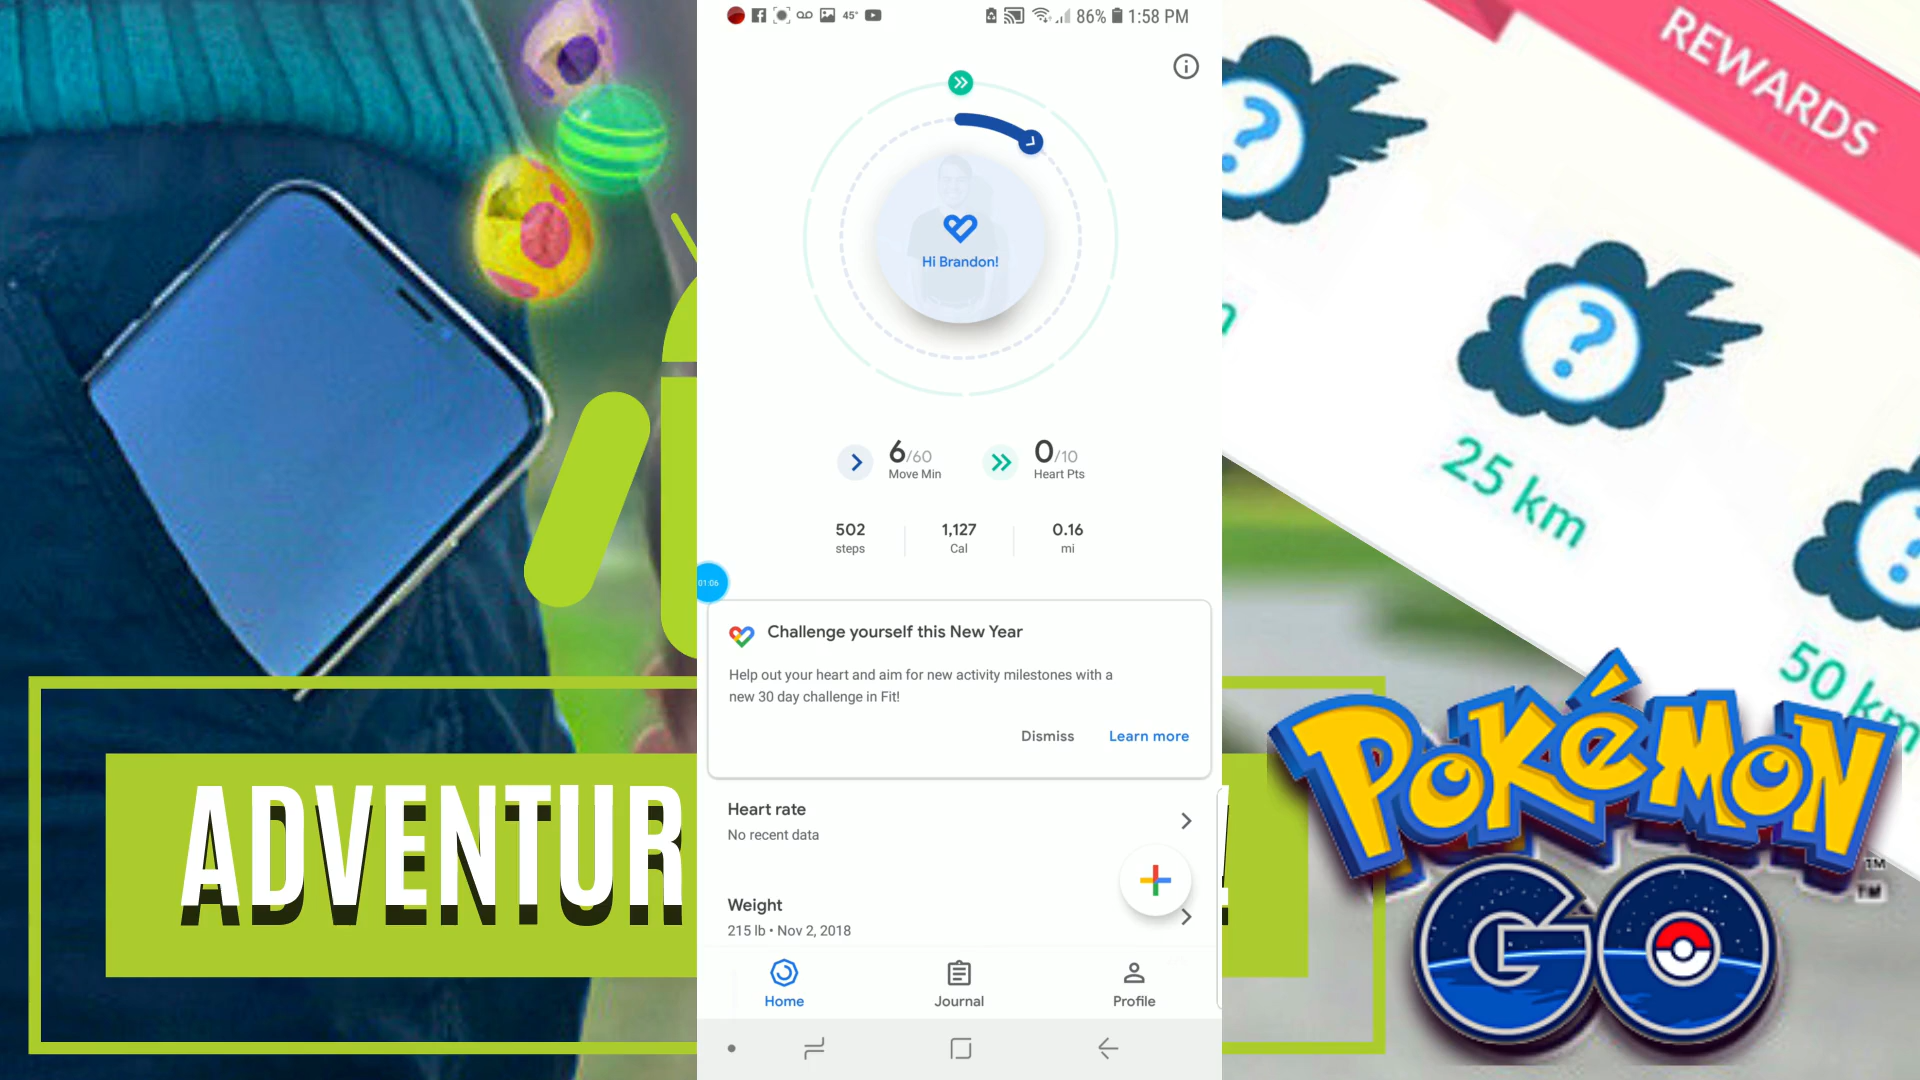 45°
86%
1:58 PM
Hi Brandon!
6/60
Move Min
0/10
Heart Pts
502
steps
1,127
Cal
0.16
mi
01:06
Challenge yourself this New Year
Help out your heart and aim for new activity milestones with a
new 30 day challenge in Fit!
Dismiss
Learn more
Heart rate
No recent data
Weight
215 lb • Nov 2, 2018
Home
Journal
Profile
ADVENTUR
!
REWARDS
25 km
50 km
POKéMON
TM
GO
TM